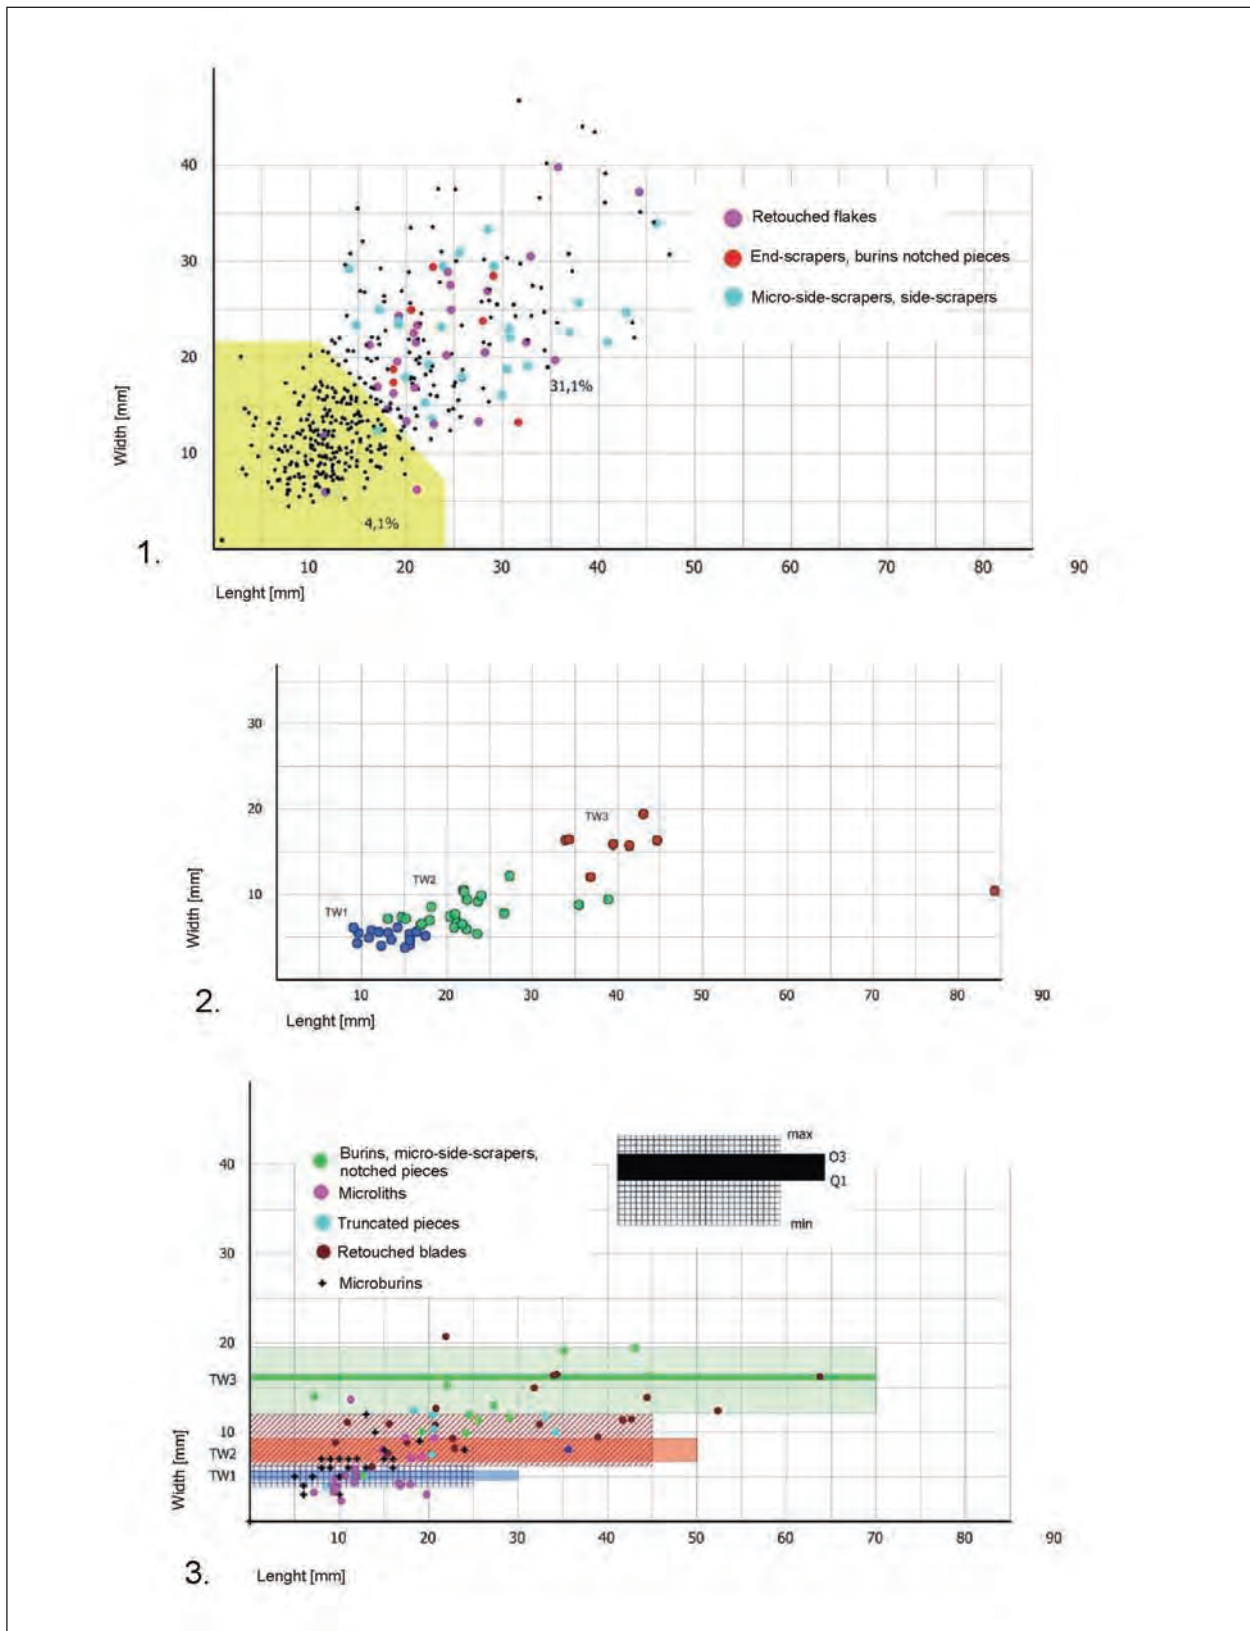 40
30
20
10
Width [mm]
Retouched flakes
End-scrapers, burins notched pieces
Micro-side-scrapers, side-scrapers
31,1%
4,1%
1.
10 20 30 40 50 60 70 80 90
Lenght [mm]
30
20
10
Width [mm]
TW3
TW2
TW1
2.
10 20 30 40 50 60 70 80 90
Lenght [mm]
40
30
20
TW3
10
TW2
TW1
Width [mm]
Burins, micro-side-scrapers,
notched pieces
Microliths
Truncated pieces
Retouched blades
Microburins
max
O3
Q1
min
10 20 30 40 50 60 70 80 90
3.
Lenght [mm]